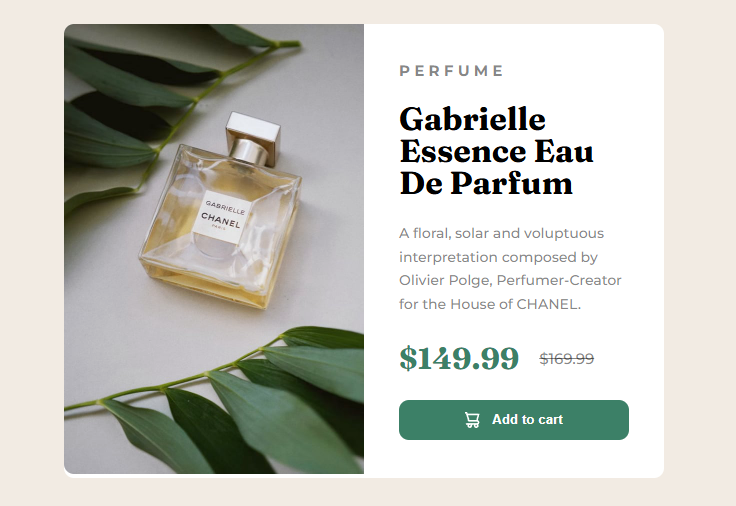 GABRIELLE
CHANEL
PARIS
PERFUME
Gabrielle
Essence Eau
De Parfum
A floral, solar and voluptuous
interpretation composed by
Olivier Polge, Perfumer-Creator
for the House of CHANEL.
$149.99 $169.99
Add to cart